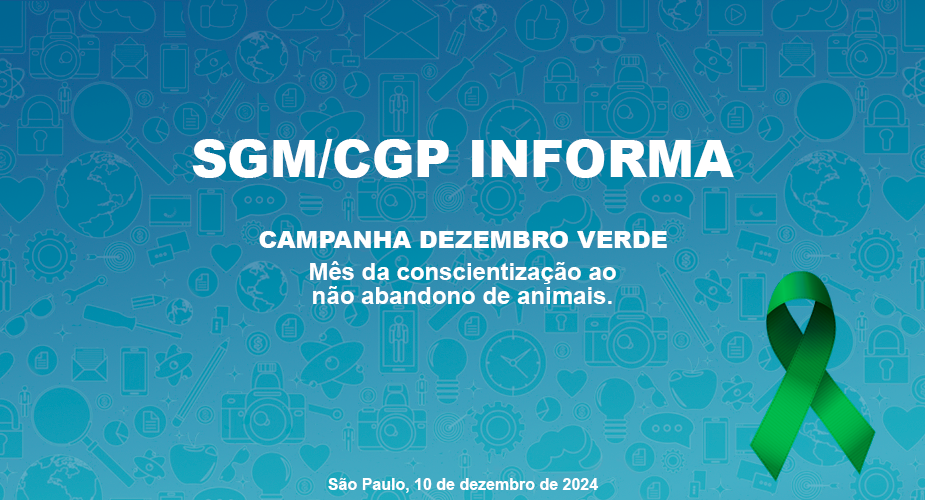 SGM/CGP INFORMA
CAMPANHA DEZEMBRO VERDE
Mês da conscientização ao
não abandono de animais.
São Paulo, 10 de dezembro de 2024